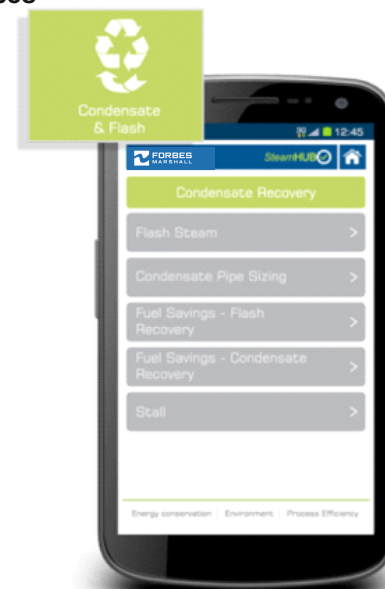 Condensate
& Flash
12:45
FORBES
MARSHALL
SteamHUB
Condensate Recovery
Flash Steam
Condensate Pipe Sizing
Fuel Savings - Flash
Recovery
Fuel Savings - Condensate
Recovery
Stall
Energy conservation | Environment | Process Efficiency